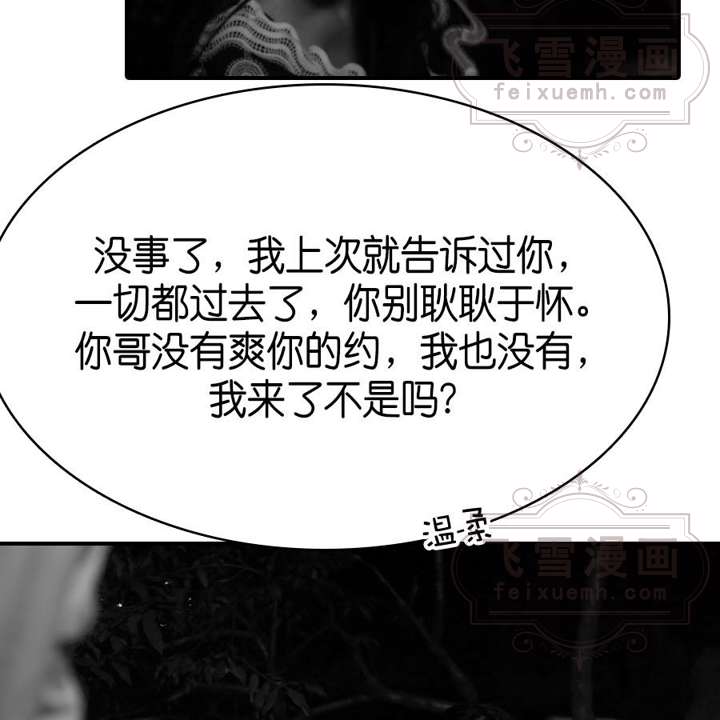 飞雪漫画
feixuemh.com
没事了，我上次就告诉过你，
一切都过去了，你别耿耿于怀。
你哥没有爽你的约，我也没有，
我来了不是吗？
温柔
飞雪漫画
feixuemh.com